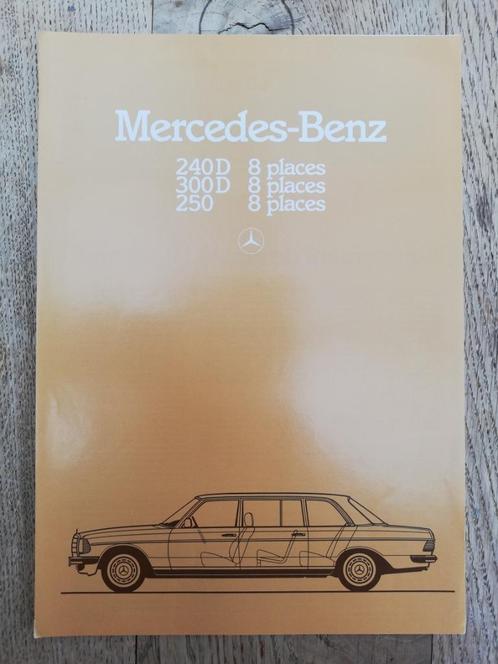 Mercedes-Benz
240D 8 places
300D 8 places
250 8 places